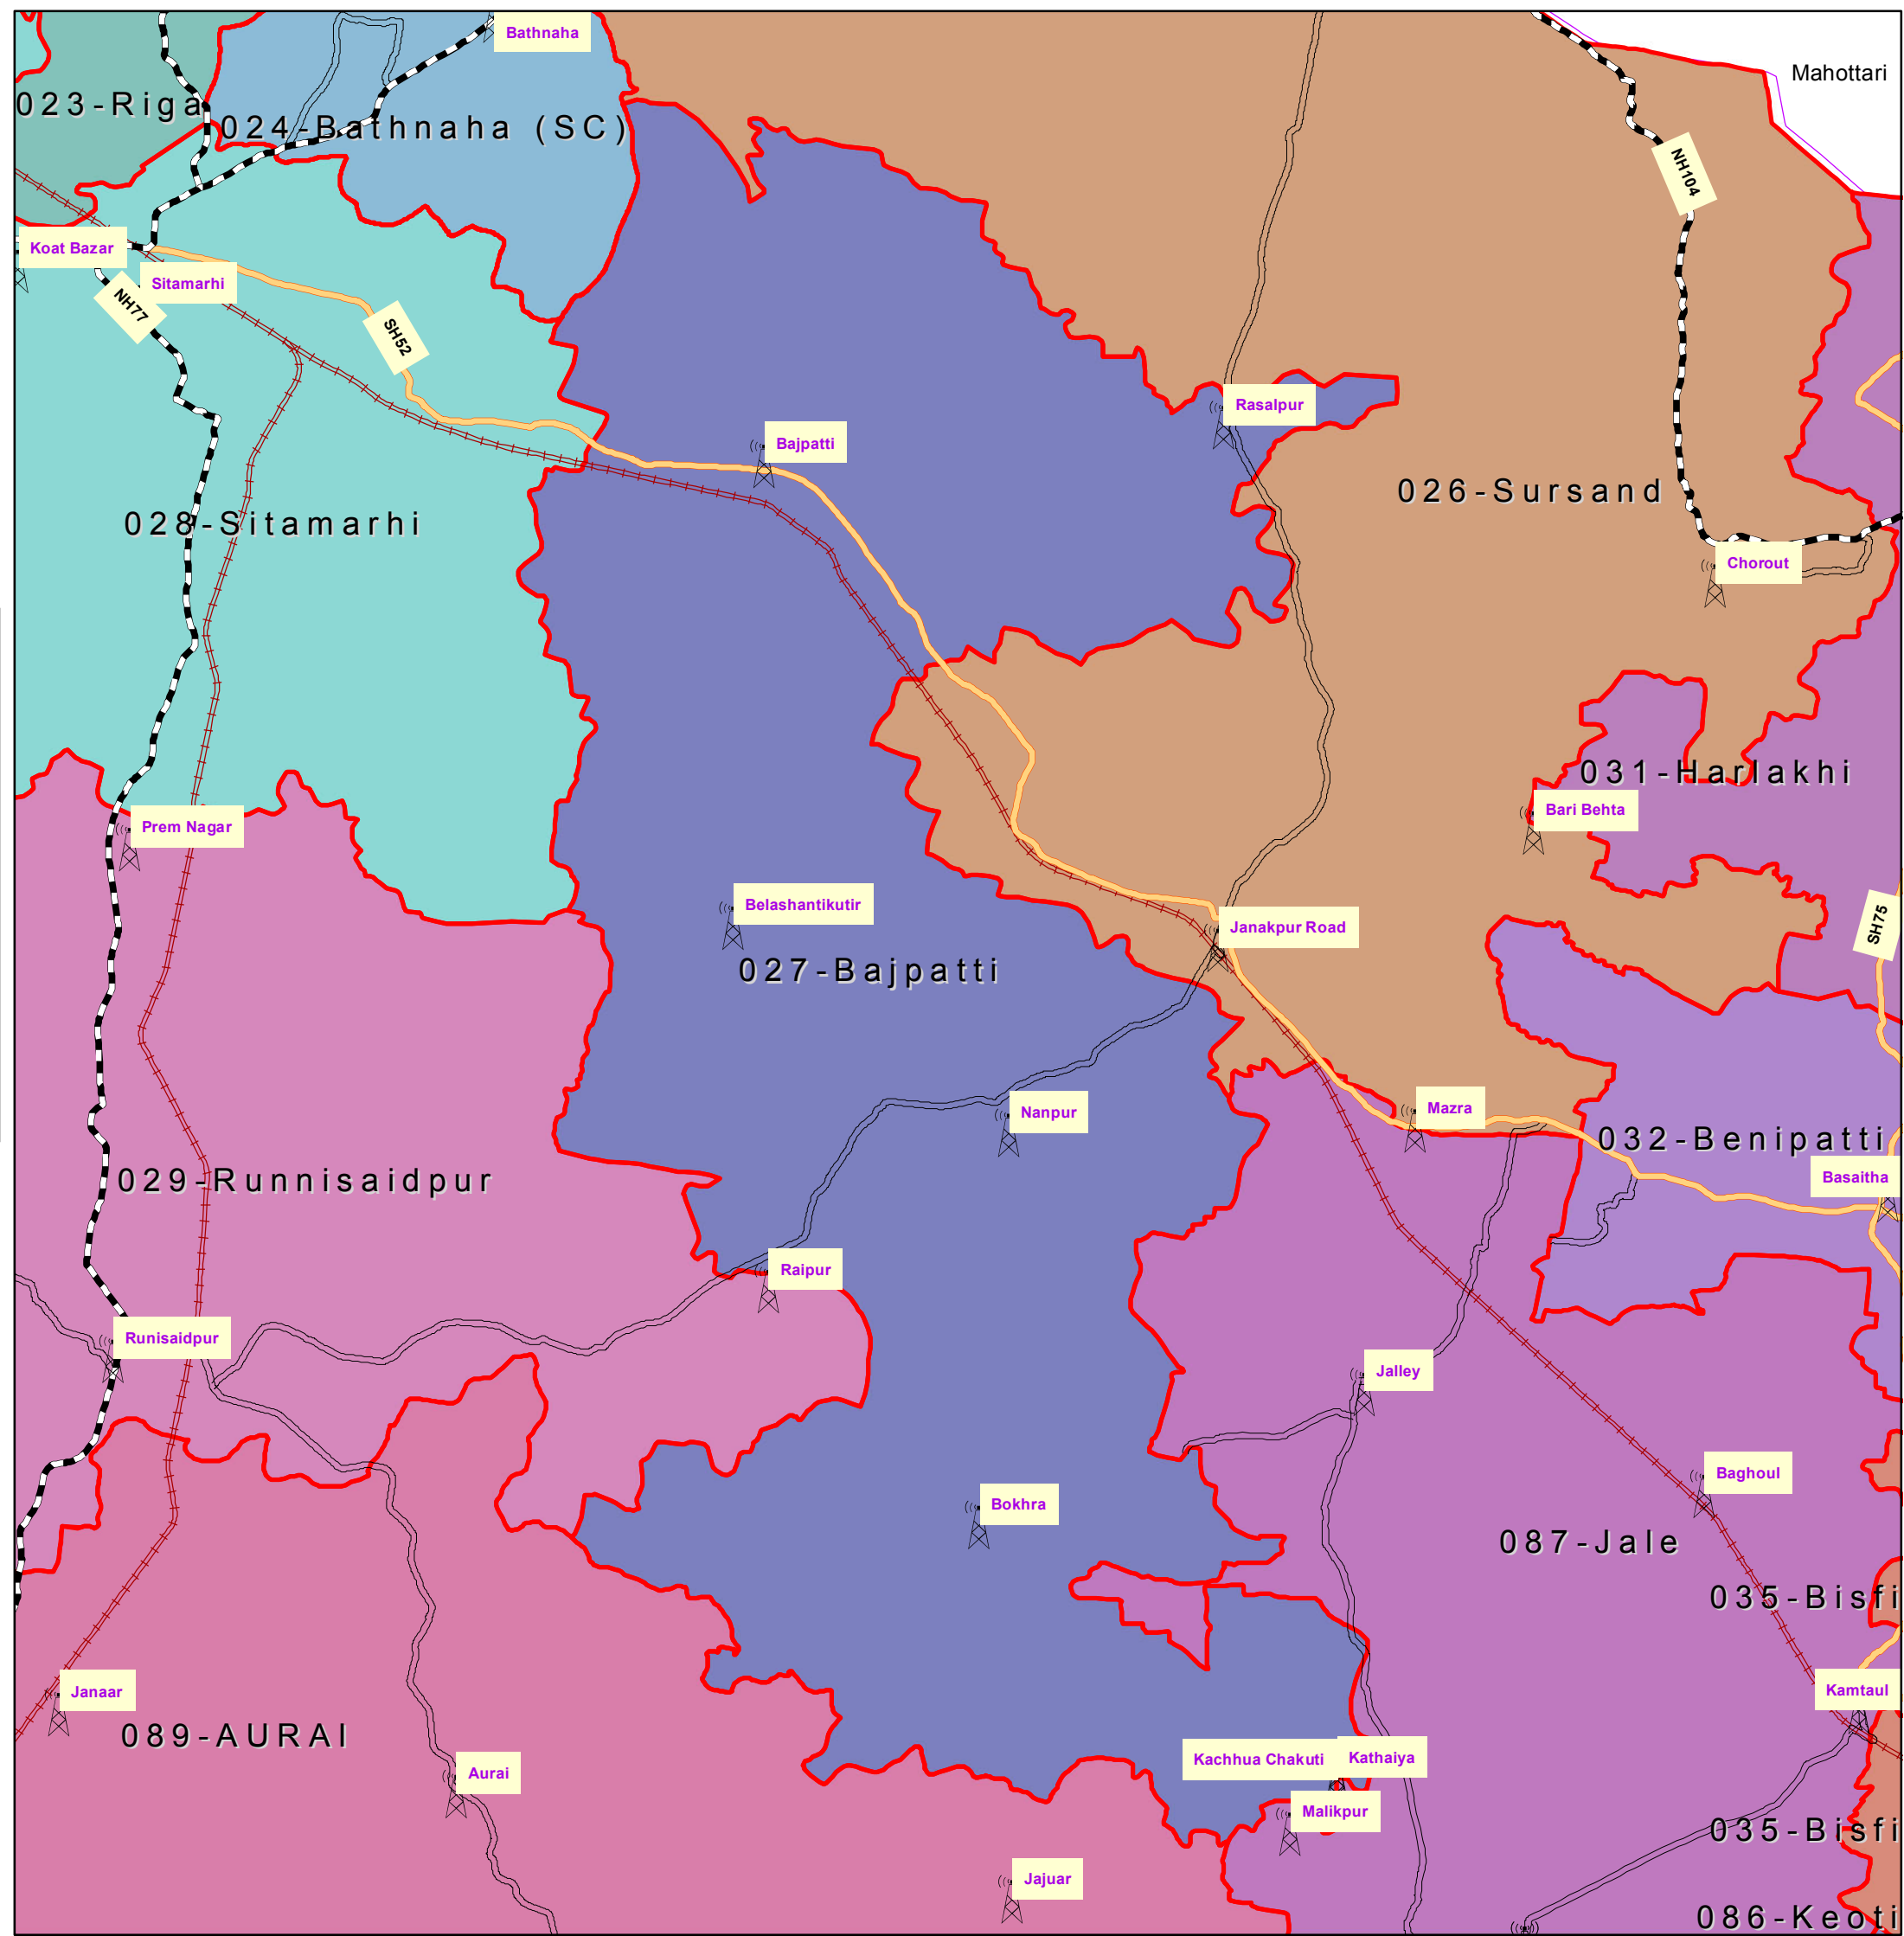 Bathnaha
Mahottari
023-Riga
024-Bathnaha (SC)
NH104
Koat Bazar
Sitamarhi
NH77
SH52
Rasalpur
Bajpatti
026-Sursand
028-Sitamarhi
Chorout
031-Harlakhi
Bari Behta
Prem Nagar
Belashantikutir
Janakpur Road
SH75
027-Bajpatti
Nanpur
Mazra
032-Benipatti
029-Runnisaidpur
Basaitha
Raipur
Runisaidpur
Jalley
Baghoul
Bokhra
087-Jale
035-Bisfi
Janaar
Kamtaul
089-AURAI
Kachhua Chakuti
Kathaiya
Aurai
Malikpur
035-Bisfi
Jajuar
086-Keoti